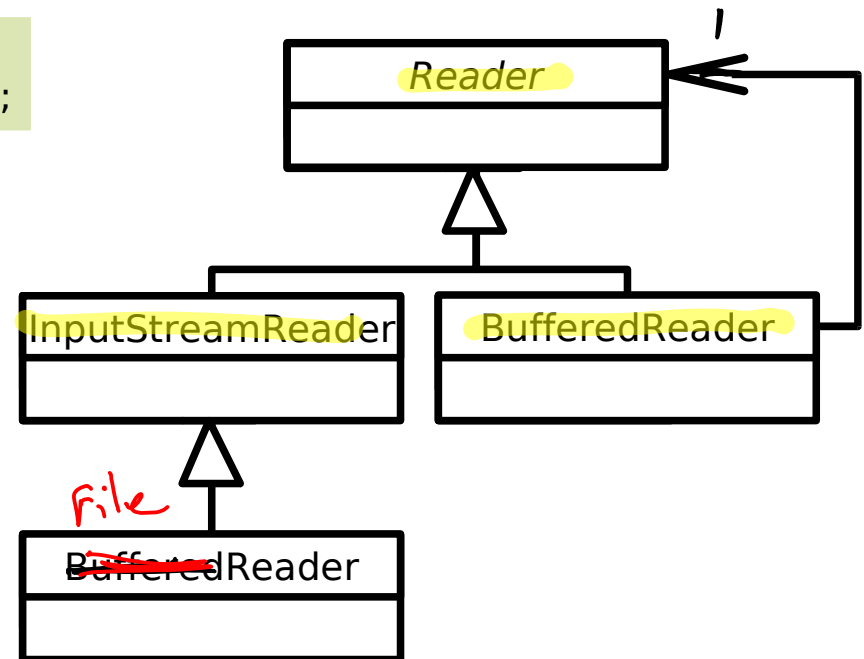 ;
1
Reader
InputStreamReader
BufferedReader
File
BufferedReader